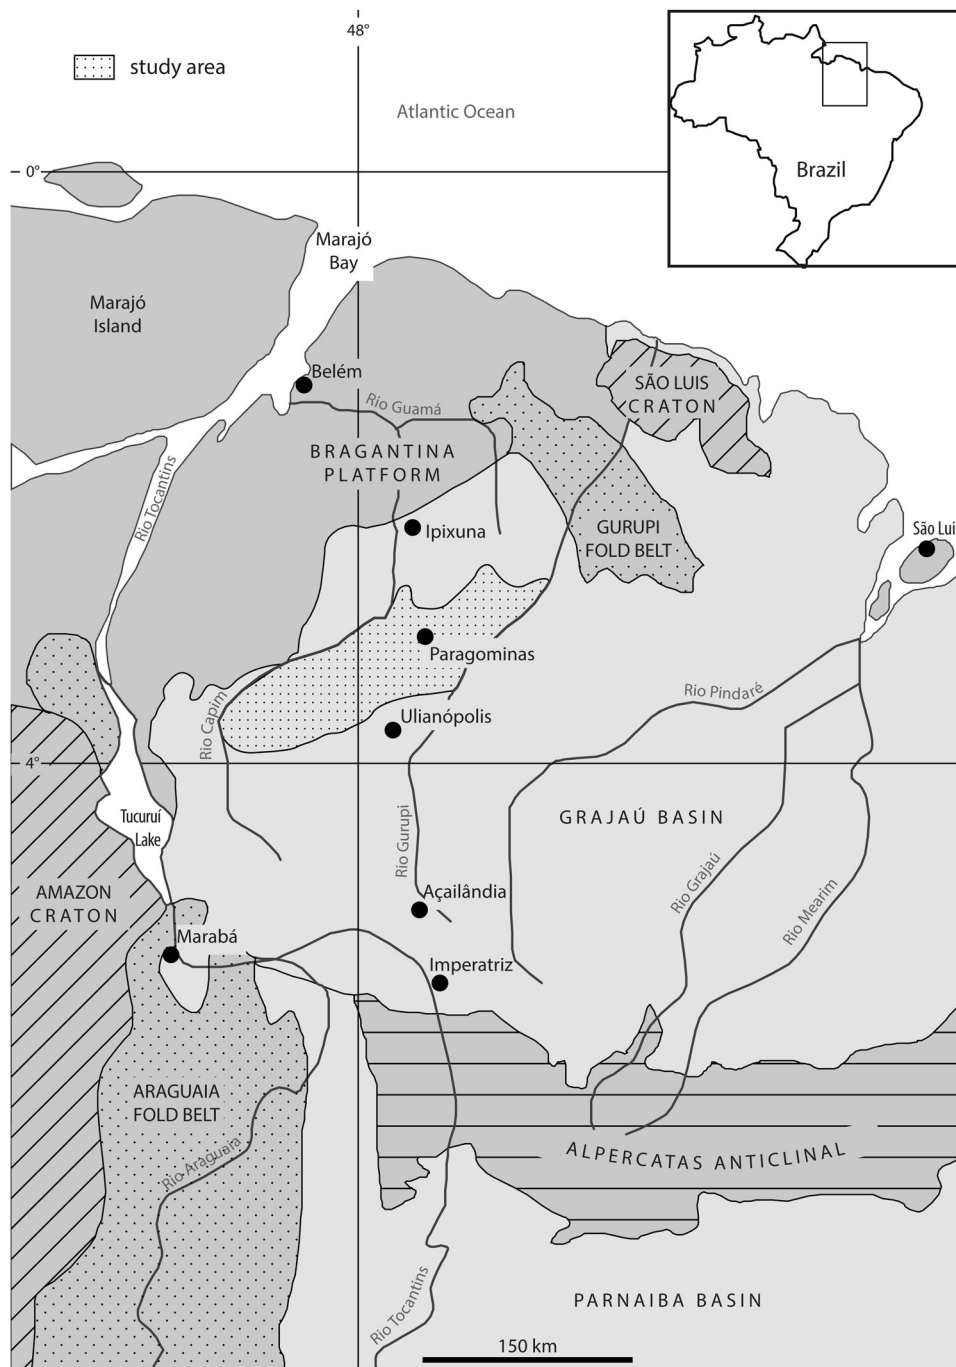 48°
study area
Atlantic Ocean
Brazil
0°
Marajó
Bay
Marajó
Island
Belém
Rio Guamá
SÃO LUIS
CRATON
BRAGANTINA
PLATFORM
Rio Tocantins
Ipixuna
GURUPI
FOLD BELT
São Lui
Paragominas
Rio Pindaré
Rio Capim
Ulianópolis
4°
Tucuruí
Lake
Rio Gurupi
GRAJAÚ BASIN
Rio Grajaú
AMAZON
CRATON
Açailândia
Rio Mearim
Marabá
Imperatriz
ARAGUAIA
FOLD BELT
Rio Araguaia
ALPERCATAS ANTICLINAL
Rio Tocantins
PARNAIBA BASIN
150 km